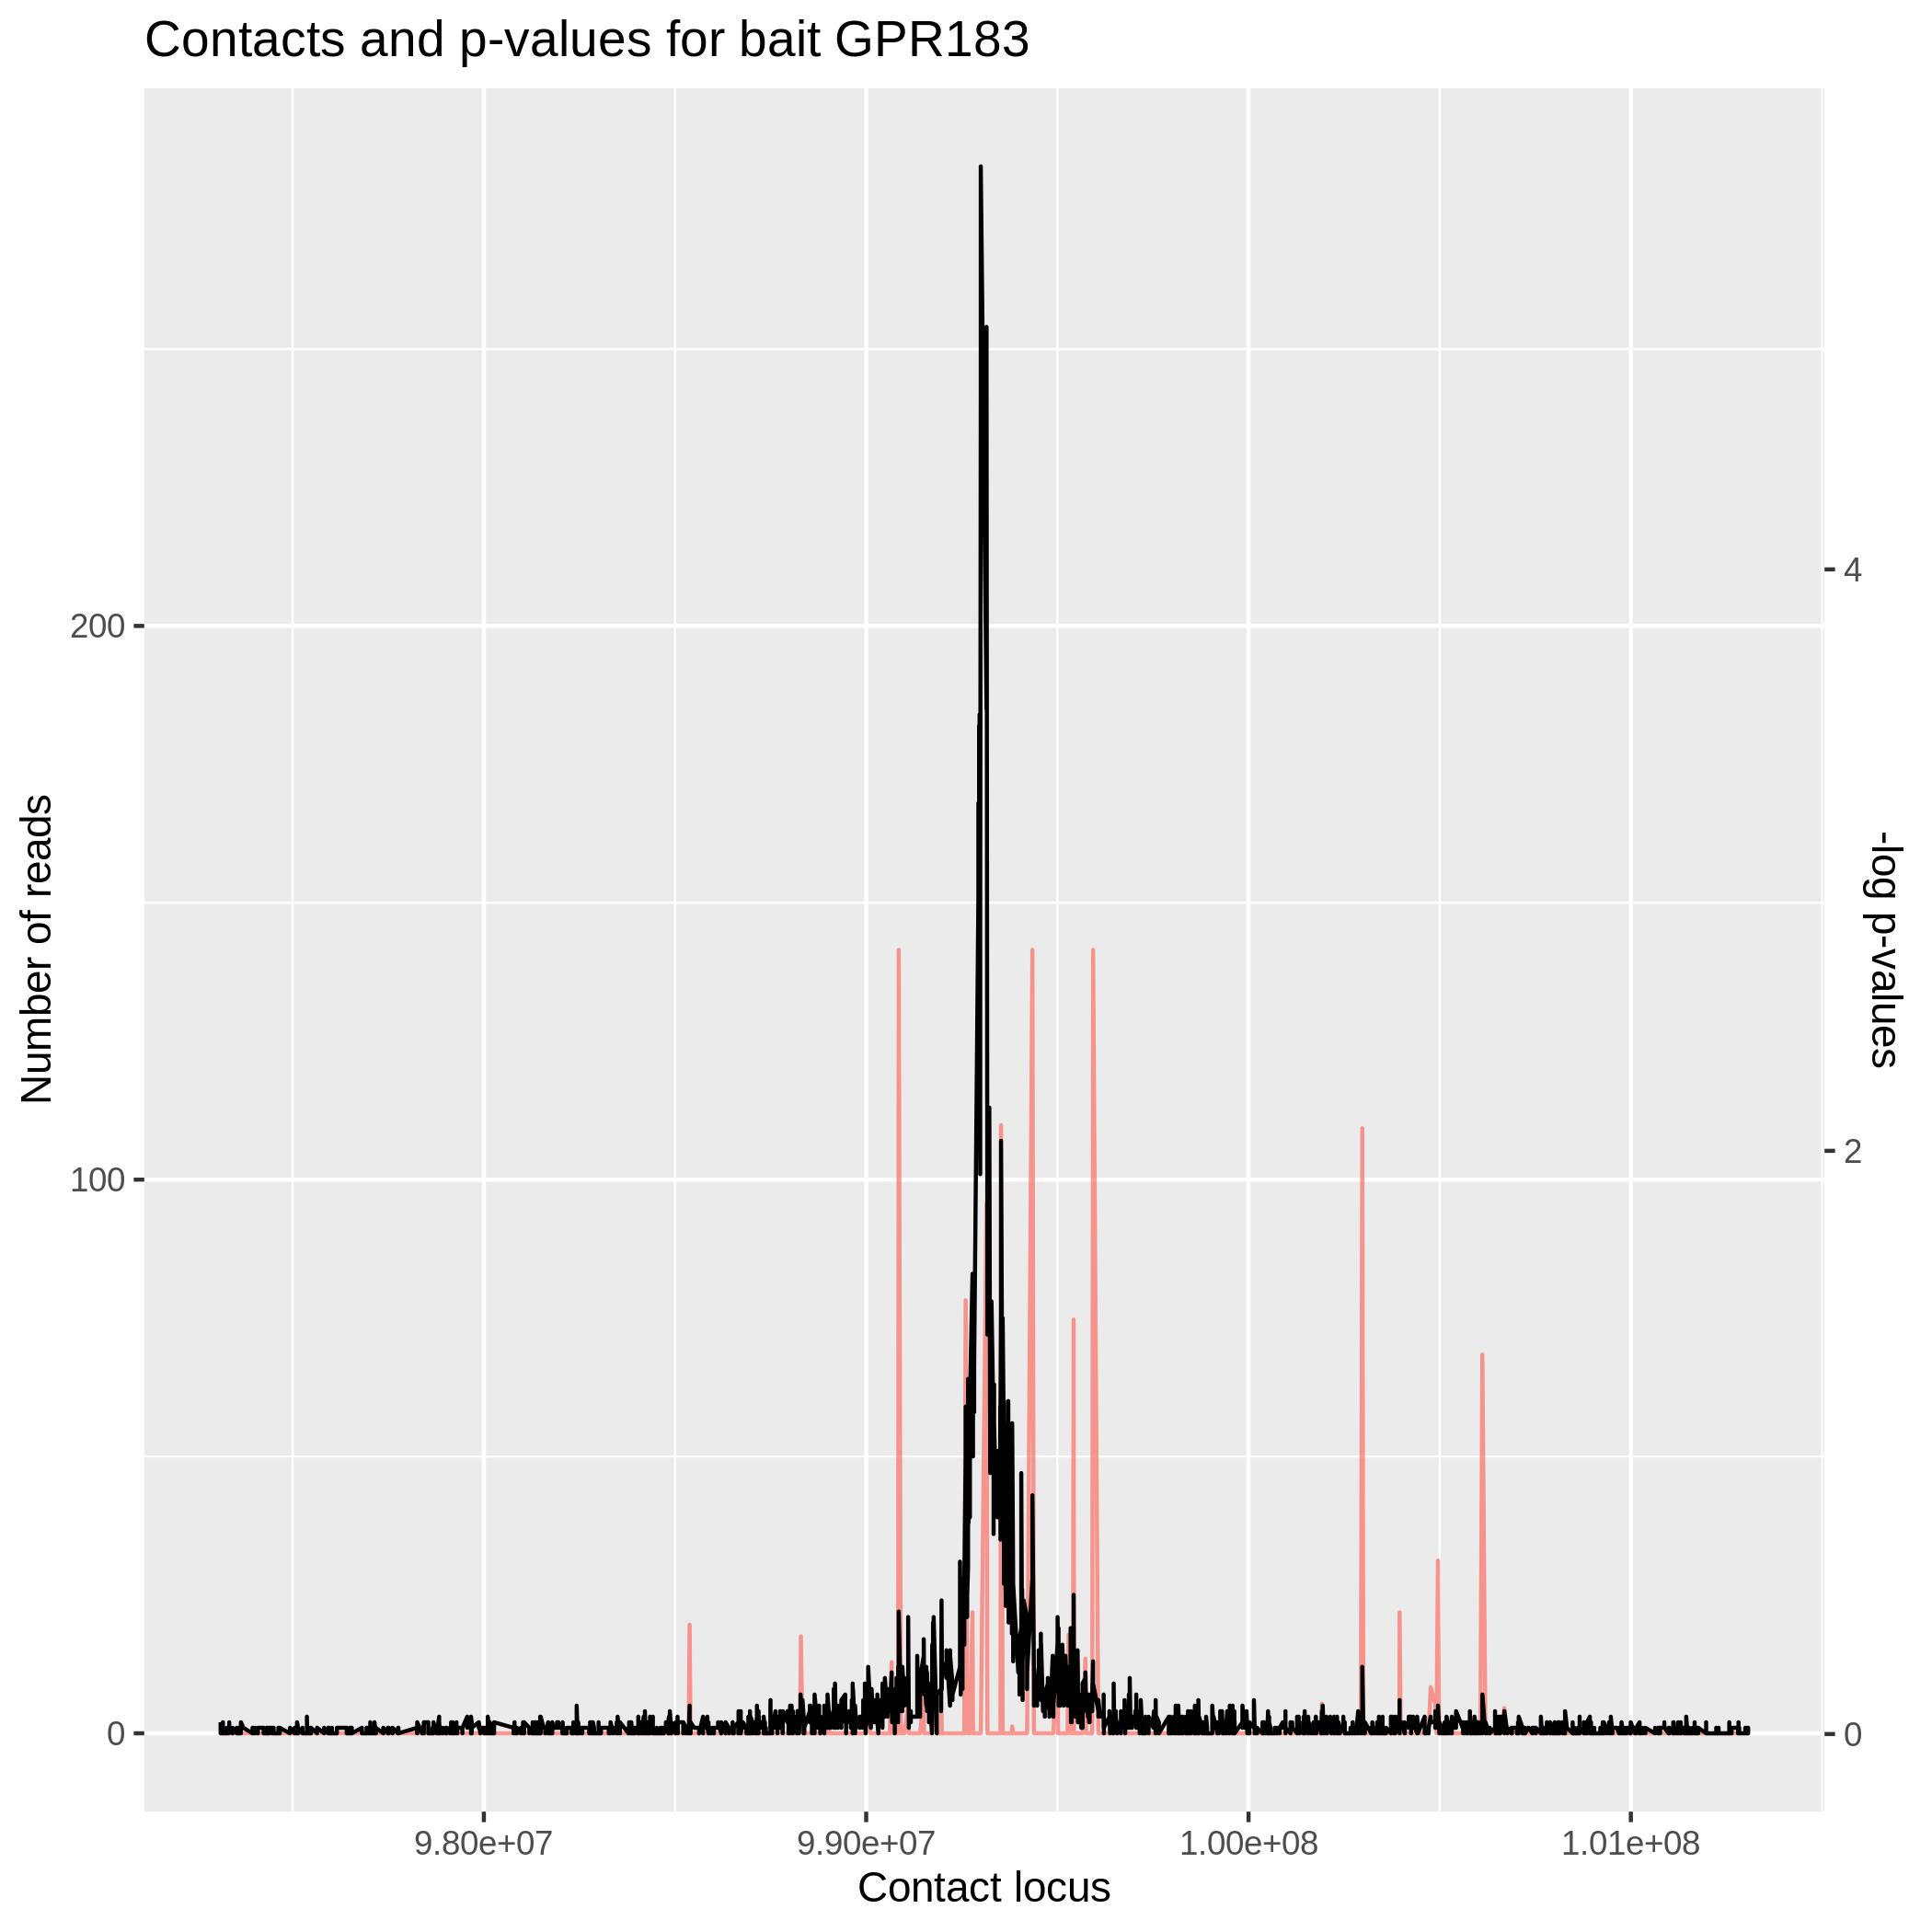 Contacts and p-values for bait GPR183
Number of reads
200
100
0
4
2
0
-log p-values
9.80e+07 9.90e+07 1.00e+08 1.01e+08
Contact locus